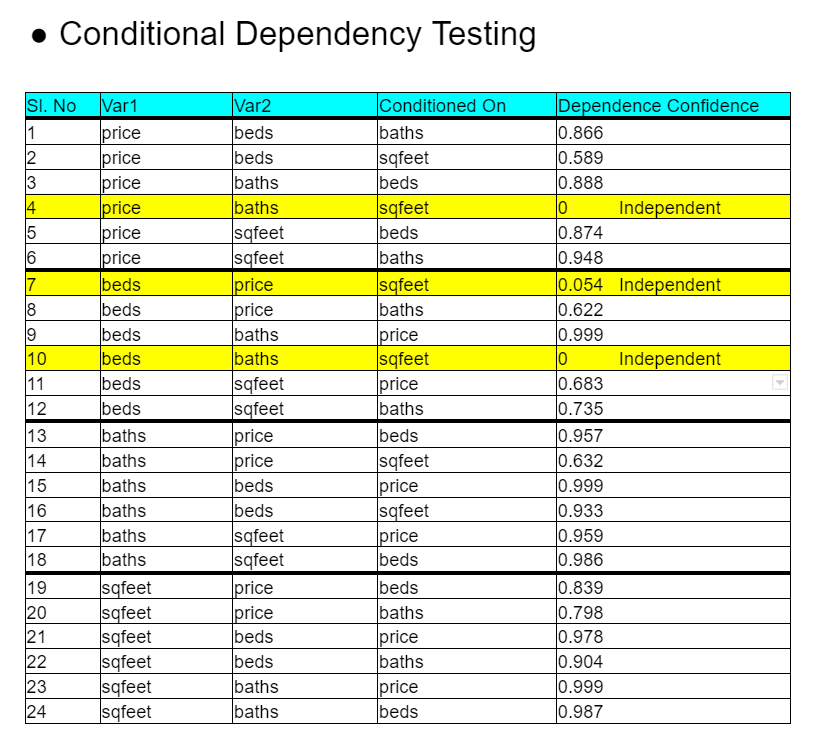 ● Conditional Dependency Testing
Sl. No Var1 Var2 Conditioned On Dependence Confidence
1 price beds baths 0.866
2 price beds sqfeet 0.589
3 price baths beds 0.888
4 price baths sqfeet 0 Independent
5 price sqfeet beds 0.874
6 price sqfeet baths 0.948
7 beds price sqfeet 0.054 Independent
8 beds price baths 0.622
9 beds baths price 0.999
10 beds baths sqfeet 0 Independent
11 beds sqfeet price 0.683
12 beds sqfeet baths 0.735
13 baths price beds 0.957
14 baths price sqfeet 0.632
15 baths beds price 0.999
16 baths beds sqfeet 0.933
17 baths sqfeet price 0.959
18 baths sqfeet beds 0.986
19 sqfeet price beds 0.839
20 sqfeet price baths 0.798
21 sqfeet beds price 0.978
22 sqfeet beds baths 0.904
23 sqfeet baths price 0.999
24 sqfeet baths beds 0.987